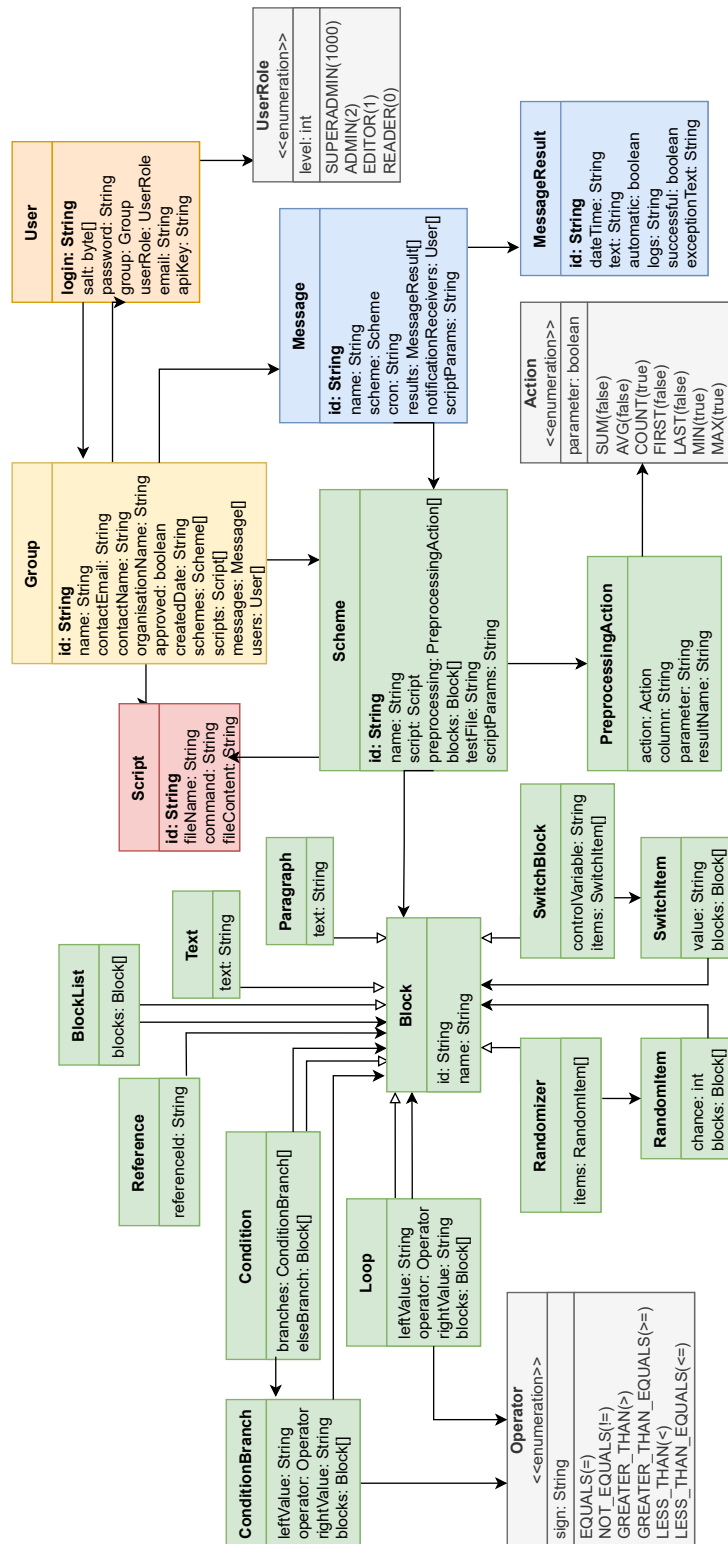 User
login: String
salt: byte[]
password: String
group: Group
userRole: UserRole
email: String
apiKey: String
UserRole
<<enumeration>>
level: int
SUPERADMIN(1000)
ADMIN(2)
EDITOR(1)
READER(0)
Group
id: String
name: String
contactEmail: String
contactName: String
organisationName: String
approved: boolean
createdDate: String
schemes: Scheme[]
scripts: Script[]
messages: Message[]
users: User[]
Message
id: String
name: String
scheme: Scheme
cron: String
results: MessageResult[]
notificationReceivers: User[]
scriptParams: String
MessageResult
id: String
dateTime: String
text: String
automatic: boolean
logs: String
successful: boolean
exceptionText: String
Script
id: String
fileName: String
command: String
fileContent: String
Scheme
id: String
name: String
script: Script
preprocessing: PreprocessingAction[]
blocks: Block[]
testFile: String
scriptParams: String
PreprocessingAction
action: Action
column: String
parameter: String
resultName: String
Action
<<enumeration>>
parameter: boolean
SUM(false)
AVG(false)
COUNT(true)
FIRST(false)
LAST(false)
MIN(true)
MAX(true)
BlockList
blocks: Block[]
Text
text: String
Paragraph
text: String
Reference
referenceId: String
Block
id: String
name: String
SwitchBlock
controlVariable: String
items: SwitchItem[]
SwitchItem
value: String
blocks: Block[]
Condition
branches: ConditionBranch[]
elseBranch: Block[]
Loop
leftValue: String
operator: Operator
rightValue: String
blocks: Block[]
Randomizer
items: RandomItem[]
RandomItem
chance: int
blocks: Block[]
ConditionBranch
leftValue: String
operator: Operator
rightValue: String
blocks: Block[]
Operator
<<enumeration>>
sign: String
EQUALS(=)
NOT_EQUALS(!=)
GREATER_THAN(>)
GREATER_THAN_EQUALS(>=)
LESS_THAN(<)
LESS_THAN_EQUALS(<=)